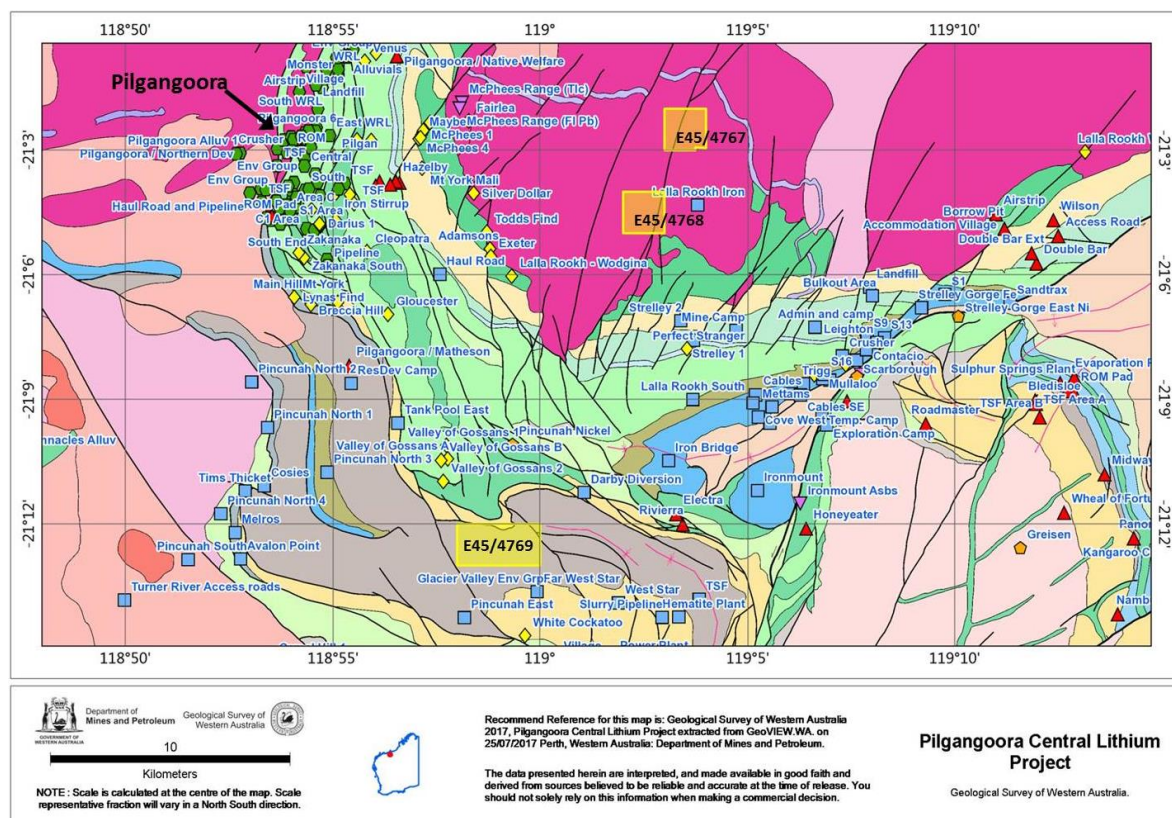 118°50'
118°55'
119°
119°5'
119°10'
Venus
WRL
Monster
Alluvials
Pilgangoora / Native Welfare
Pilgangoora
Airstrip
Village
Landfill
McPhees Range (Tlc)
South WRL
Fairlea
E45/4767
East WRL
Maybe
McPhees Range (Fl Pb)
Pilgangoora Alluv 1
Crusher
ROM
McPhees 1
Lalla Rookh
-21°3'
Pilgangoora / Northern Dev
TSF
Pilgan
McPhees 4
-21°3'
Env Group
Central
TSF
Hazelby
Env Group
TSF
South
TSF
Mt York Mali
Silver Dollar
Lalla Rookh Iron
Haul Road and Pipeline
ROM Pad
Area C
Iron Stirrup
E45/4768
Airstrip
Wilson
C1 Area
S1 Area
Darius 1
Todds Find
Borrow Pit
Accommodation Village
Access Road
South End
Zakanaka
Cleopatra
Adamsons
Exeter
Double Bar Ext
Double Bar
Pipeline
Zakanaka South
Haul Road
Lalla Rookh - Wodgina
Landfill
-21°6'
-21°6'
Main Hill
Mt York
Bulkout Area
S1
Sandtrax
Lynas Find
Gloucester
Strelley Gorge Fe
Breccia Hill
Strelley 2
Mine Camp
Admin and camp
S9
S13
Strelley Gorge East Ni
Perfect Stranger
Leighton
Strelley 1
Crusher
Pilgangoora / Matheson
Contacio
Pincunah North 2
ResDev Camp
S16
Scarborough
Sulphur Springs Plant
Trigg
ROM Pad
Lalla Rookh South
Cables
Mullaloo
Bledisloe
-21°9'
Mettams
TSF Area B
TSF Area A
-21°9'
Pincunah North 1
Tank Pool East
Cables SE
Roadmaster
Cove West
Temp. Camp
Valley of Gossans 1
Pincunah Nickel
Exploration Camp
Valley of Gossans A
Valley of Gossans B
Iron Bridge
Pincunah North 3
Valley of Gossans 2
Tims Thicket
Cosies
Darby Diversion
Ironmount
Midway
Pincunah North 4
Electra
Ironmount Asbs
Rivierra
Honeyeater
-21°12'
Melros
-21°12'
E45/4769
Greisen
Pincunah South
Avalon Point
Turner River Access roads
Glacier Valley Env Grp
Far West Star
West Star
TSF
Pincunah East
Slurry Pipeline
Hematite Plant
White Cockatoo
Village
Power Plant
118°50'
118°55'
119°
119°5'
119°10'
GOVERNMENT OF
WESTERN AUSTRALIA
Department of
Mines and Petroleum
Geological Survey of
Western Australia
10
Kilometers
NOTE : Scale is calculated at the centre of the map. Scale
representative fraction will vary in a North South direction.
Recommend Reference for this map is: Geological Survey of Western Australia
2017, Pilgangoora Central Lithium Project extracted from GeoVIEW.WA. on
25/07/2017 Perth, Western Australia: Department of Mines and Petroleum.
The data presented herein are interpreted, and made available in good faith and
derived from sources believed to be reliable and accurate at the time of release. You
should not solely rely on this information when making a commercial decision.
Pilgangoora Central Lithium
Project
Geological Survey of Western Australia.